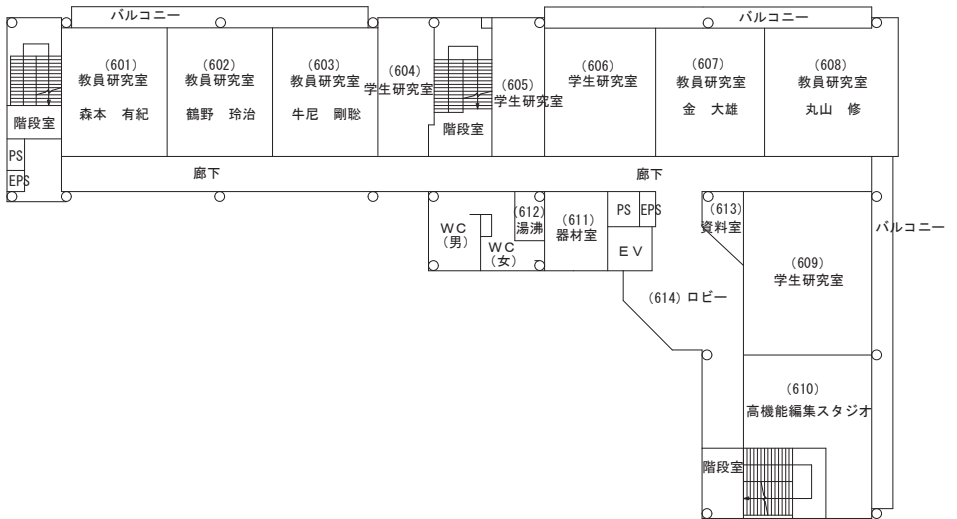 バルコニー
バルコニー
(601)
教員研究室
森本　有紀
(602)
教員研究室
鶴野　玲治
(603)
教員研究室
牛尼　剛聡
(604)
学生研究室
(605)
学生研究室
(606)
学生研究室
(607)
教員研究室
金　大雄
(608)
教員研究室
丸山　修
階段室
階段室
PS
EPS
廊下
廊下
WC
(男)
WC
(女)
(612)
湯沸
(611)
器材室
PS
EPS
EV
(613)
資料室
バルコニー
(609)
学生研究室
(614) ロビー
(610)
高機能編集スタジオ
階段室